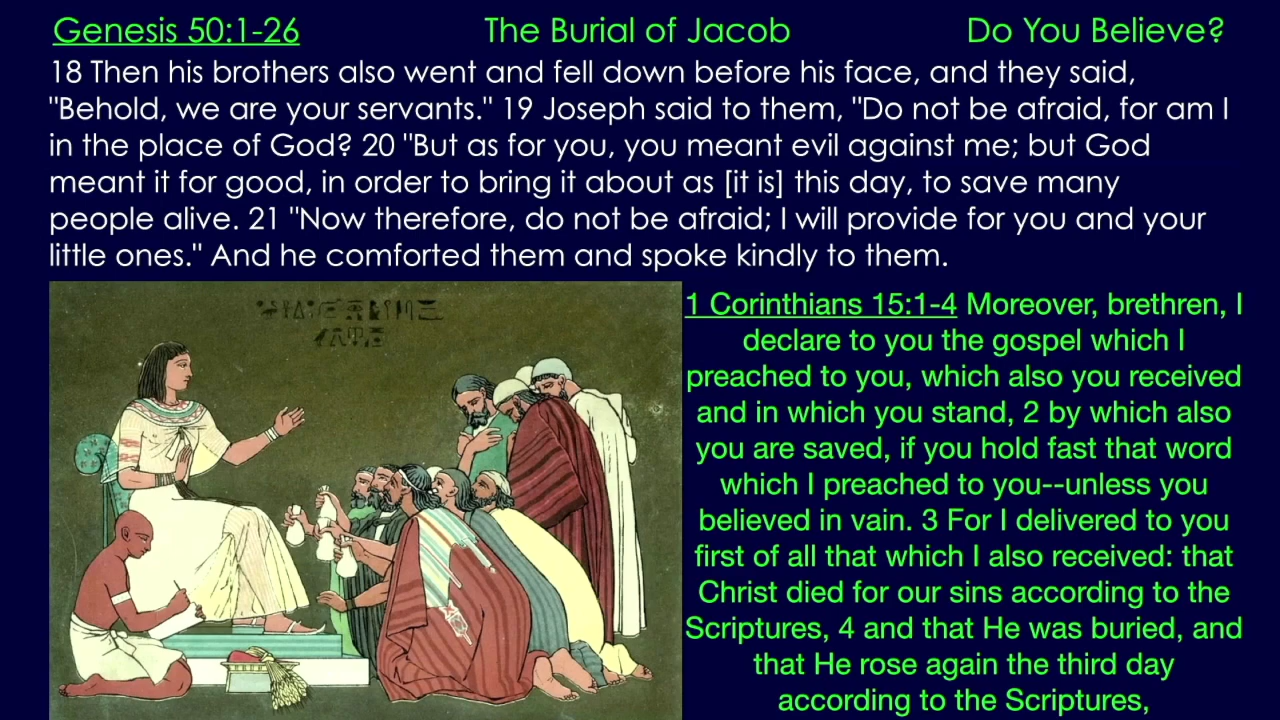 Genesis 50:1-26 The Burial of Jacob Do You Believe?
18 Then his brothers also went and fell down before his face, and they said,
"Behold, we are your servants." 19 Joseph said to them, "Do not be afraid, for am I
in the place of God? 20 "But as for you, you meant evil against me; but God
meant it for good, in order to bring it about as [it is] this day, to save many
people alive. 21 "Now therefore, do not be afraid; I will provide for you and your
little ones." And he comforted them and spoke kindly to them.
1 Corinthians 15:1-4 Moreover, brethren, I
declare to you the gospel which I
preached to you, which also you received
and in which you stand, 2 by which also
you are saved, if you hold fast that word
which I preached to you--unless you
believed in vain. 3 For I delivered to you
first of all that which I also received: that
Christ died for our sins according to the
Scriptures, 4 and that He was buried, and
that He rose again the third day
according to the Scriptures,